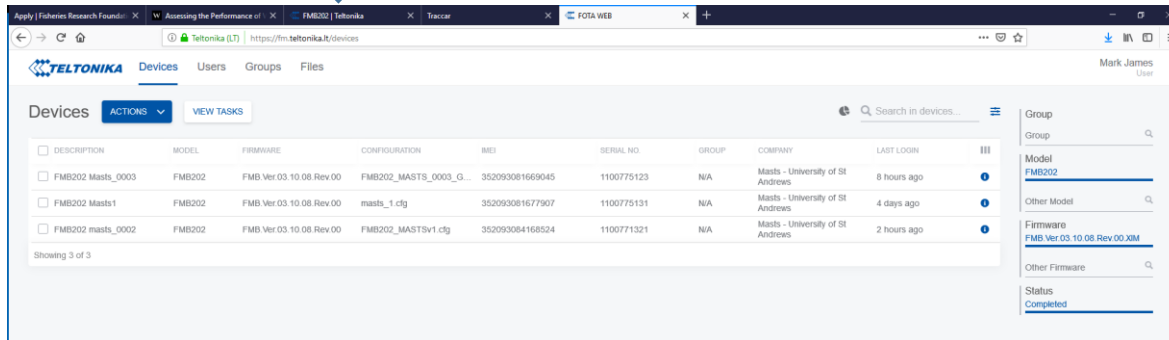 Apply | Fisheries Research Foundati
Assessing the Performance of
FMB202 | Teltonika
Traccar
FOTA WEB
Teltonika (LT)
https://fm.teltonika.lt/devices
TELTONIKA
Devices
Users
Groups
Files
Mark James
User
Devices
ACTIONS
VIEW TASKS
Search in devices...
DESCRIPTION MODEL FIRMWARE CONFIGURATION IMEI SERIAL NO. GROUP COMPANY LAST LOGIN
FMB202 Masts_0003 FMB202 FMB.Ver.03.10.08.Rev.00 FMB202_MASTS_0003_G... 352093081669045 1100775123 N/A Masts - University of St
Andrews 8 hours ago
FMB202 Masts1 FMB202 FMB.Ver.03.10.08.Rev.00 masts_1.cfg 352093081677907 1100775131 N/A Masts - University of St
Andrews 4 days ago
FMB202 masts_0002 FMB202 FMB.Ver.03.10.08.Rev.00 FMB202_MASTSv1.cfg 352093084168524 1100771321 N/A Masts - University of St
Andrews 2 hours ago
Showing 3 of 3
Group
Group
Model
FMB202
Other Model
Firmware
FMB.Ver.03.10.08.Rev.00.XIM
Other Firmware
Status
Completed